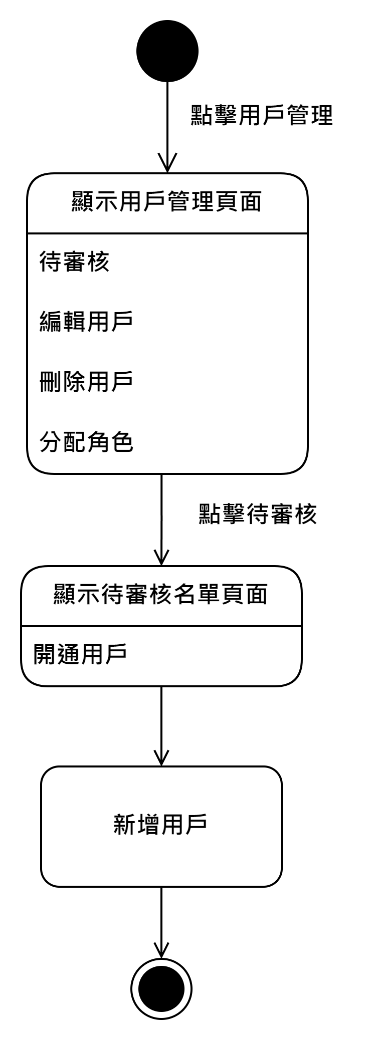 點擊用戶管理
顯示用戶管理頁面
待審核
編輯用戶
刪除用戶
分配角色
點擊待審核
顯示待審核名單頁面
開通用戶
新增用戶